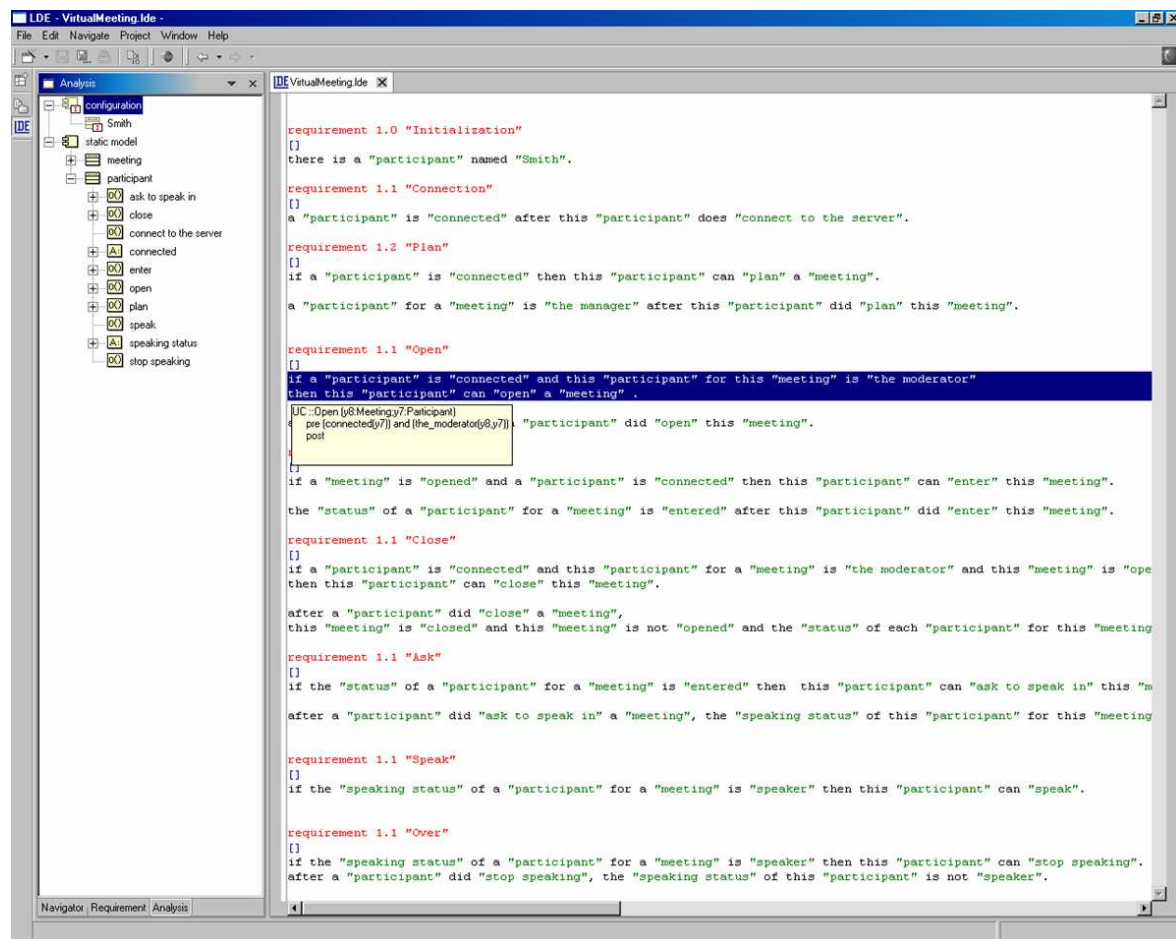 LDE - VirtualMeeting.lde -
File Edit Navigate Project Window Help
Analysis
configuration
Smith
static model
meeting
participant
ask to speak in
close
connect to the server
connected
enter
open
plan
speak
speaking status
stop speaking
Navigator Requirement Analysis
LDE
IDE VirtualMeeting.lde
requirement 1.0 "Initialization"
[]
there is a "participant" named "Smith".
requirement 1.1 "Connection"
[]
a "participant" is "connected" after this "participant" does "connect to the server".
requirement 1.2 "Plan"
[]
if a "participant" is "connected" then this "participant" can "plan" a "meeting".
a "participant" for a "meeting" is "the manager" after this "participant" did "plan" this "meeting".
requirement 1.1 "Open"
[]
if a "participant" is "connected" and this "participant" for this "meeting" is "the moderator"
then this "participant" can "open" a "meeting" .
UC ::Open (y8:Meeting;y7:Participant)
pre (connected(y7)) and (the_moderator(y8,y7))
post
"participant" did "open" this "meeting".
[]
if a "meeting" is "opened" and a "participant" is "connected" then this "participant" can "enter" this "meeting".
the "status" of a "participant" for a "meeting" is "entered" after this "participant" did "enter" this "meeting".
requirement 1.1 "Close"
[]
if a "participant" is "connected" and this "participant" for a "meeting" is "the moderator" and this "meeting" is "ope
then this "participant" can "close" this "meeting".
after a "participant" did "close" a "meeting",
this "meeting" is "closed" and this "meeting" is not "opened" and the "status" of each "participant" for this "meeting
requirement 1.1 "Ask"
[]
if the "status" of a "participant" for a "meeting" is "entered" then this "participant" can "ask to speak in" this "m
after a "participant" did "ask to speak in" a "meeting", the "speaking status" of this "participant" for this "meeting
requirement 1.1 "Speak"
[]
if the "speaking status" of a "participant" for a "meeting" is "speaker" then this "participant" can "speak".
requirement 1.1 "Over"
[]
if the "speaking status" of a "participant" for a "meeting" is "speaker" then this "participant" can "stop speaking".
after a "participant" did "stop speaking", the "speaking status" of this "participant" is not "speaker".